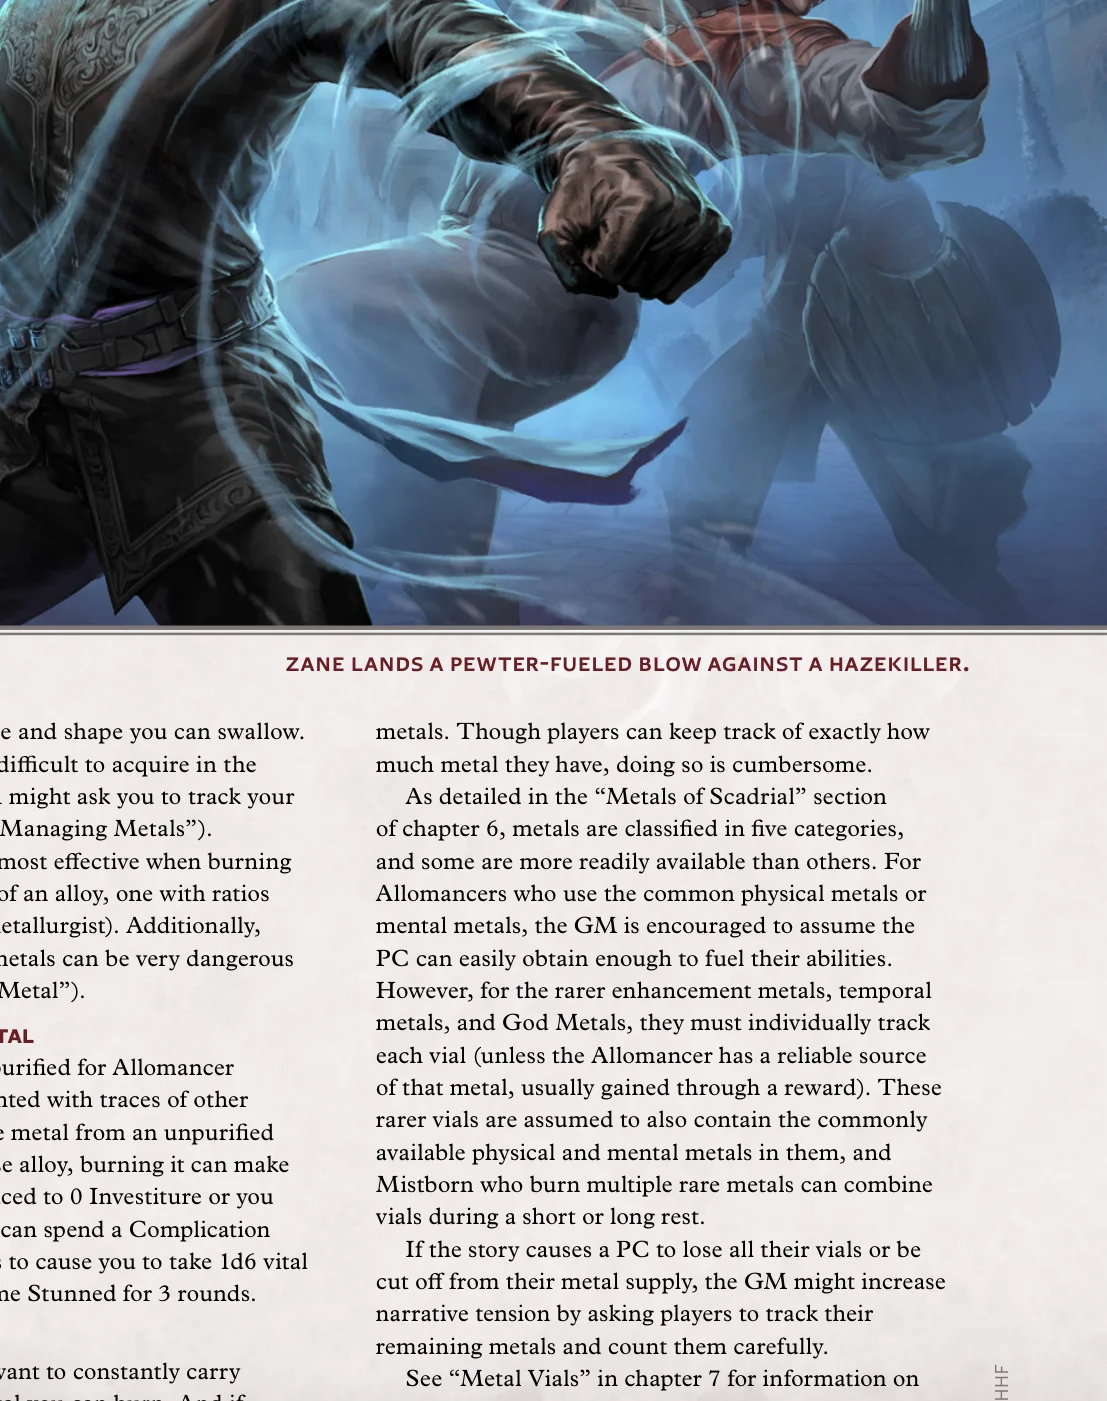 ZANE LANDS A PEWTER-FUELED BLOW AGAINST A HAZEKILLER.
and shape you can swallow.
difficult to acquire in the
might ask you to track your
Managing Metals”).
most effective when burning
of an alloy, one with ratios
etallurgist). Additionally,
etals can be very dangerous
Metal”).
TAL
urified for Allomancer
nted with traces of other
metal from an unpurified
alloy, burning it can make
ced to 0 Investiture or you
can spend a Complication
to cause you to take 1d6 vital
me Stunned for 3 rounds.
want to constantly carry
metals. Though players can keep track of exactly how
much metal they have, doing so is cumbersome.
As detailed in the “Metals of Scadrial” section
of chapter 6, metals are classified in five categories,
and some are more readily available than others. For
Allomancers who use the common physical metals or
mental metals, the GM is encouraged to assume the
PC can easily obtain enough to fuel their abilities.
However, for the rarer enhancement metals, temporal
metals, and God Metals, they must individually track
each vial (unless the Allomancer has a reliable source
of that metal, usually gained through a reward). These
rarer vials are assumed to also contain the commonly
available physical and mental metals in them, and
Mistborn who burn multiple rare metals can combine
vials during a short or long rest.
If the story causes a PC to lose all their vials or be
cut off from their metal supply, the GM might increase
narrative tension by asking players to track their
remaining metals and count them carefully.
See “Metal Vials” in chapter 7 for information on
HHF